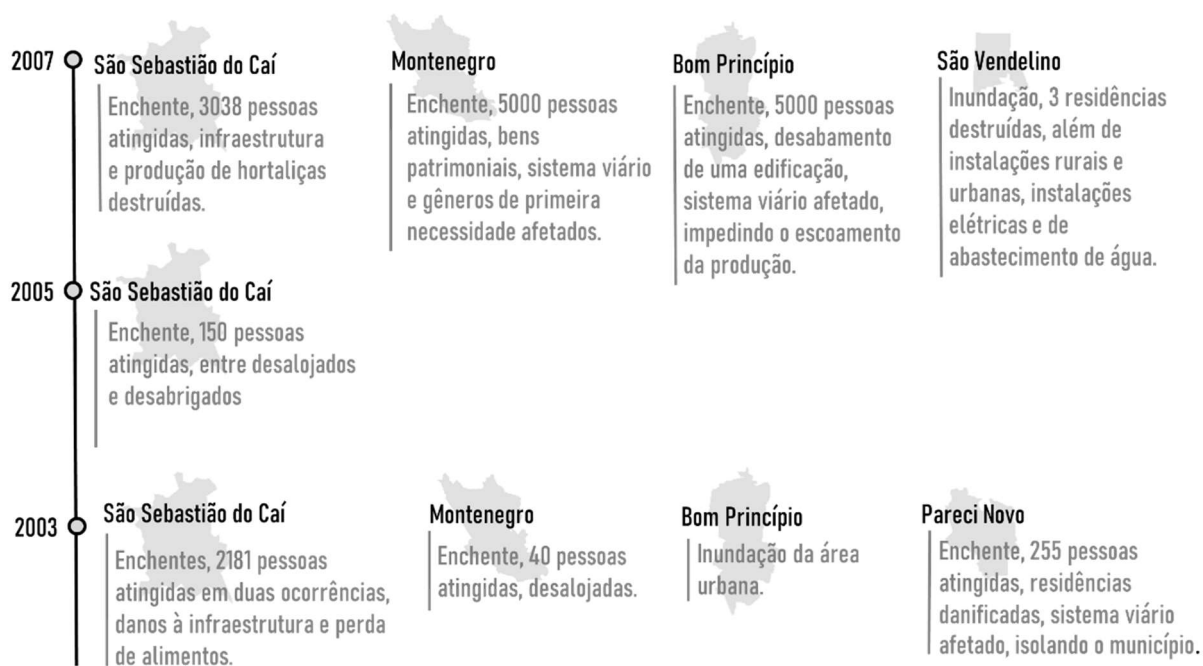 2007
São Sebastião do Caí
Enchente, 3038 pessoas
atingidas, infraestrutura
e produção de hortaliças
destruídas.
Montenegro
Enchente, 5000 pessoas
atingidas, bens
patrimoniais, sistema viário
e gêneros de primeira
necessidade afetados.
Bom Princípio
Enchente, 5000 pessoas
atingidas, desabamento
de uma edificação,
sistema viário afetado,
impedindo o escoamento
da produção.
São Vendelino
Inundação, 3 residências
destruídas, além de
instalações rurais e
urbanas, instalações
elétricas e de
abastecimento de água.
2005
São Sebastião do Caí
Enchente, 150 pessoas
atingidas, entre desalojados
e desabrigados
2003
São Sebastião do Caí
Enchentes, 2181 pessoas
atingidas em duas ocorrências,
danos à infraestrutura e perda
de alimentos.
Montenegro
Enchente, 40 pessoas
atingidas, desalojadas.
Bom Princípio
Inundação da área
urbana.
Pareci Novo
Enchente, 255 pessoas
atingidas, residências
danificadas, sistema viário
afetado, isolando o município.